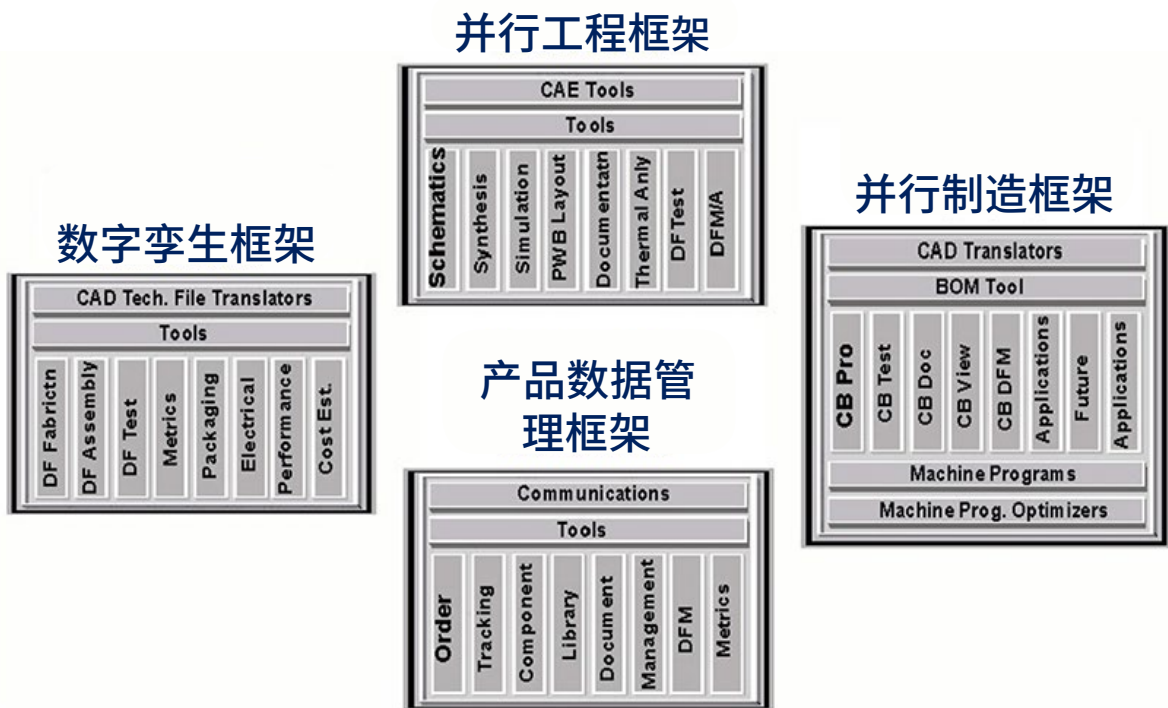 并行工程框架
CAE Tools
Tools
Schematics
Synthesis
Simulation
PWB Layout
Documentatn
Thermal Anly
DFTest
DFM/A
并行制造框架
CAD Translators
BOM Tool
CB Pro
CB Test
CB Doc
CB View
CB DFM
Applications
Future
Applications
Machine Programs
Machine Prog. Optimizers
数字孪生框架
CAD Tech. File Translators
Tools
DF Fabrictn
DF Assembly
DF Test
Metrics
Packaging
Electrical
Performance
Cost Est.
产品数据管
理框架
Communications
Tools
Order
Tracking
Component
Library
Document
Management
DFM
Metrics